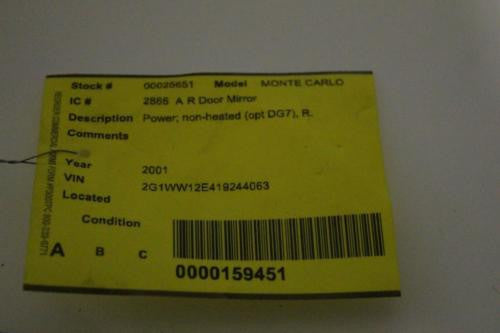 Stock # 00025651 Model MONTE CARLO
IC # 2866 A R Door Mirror
Description Power; non-heated (opt DG7), R.
Comments
Year 2001
VIN 2G1WW12E419244063
Located
Condition
A B C
0000159451